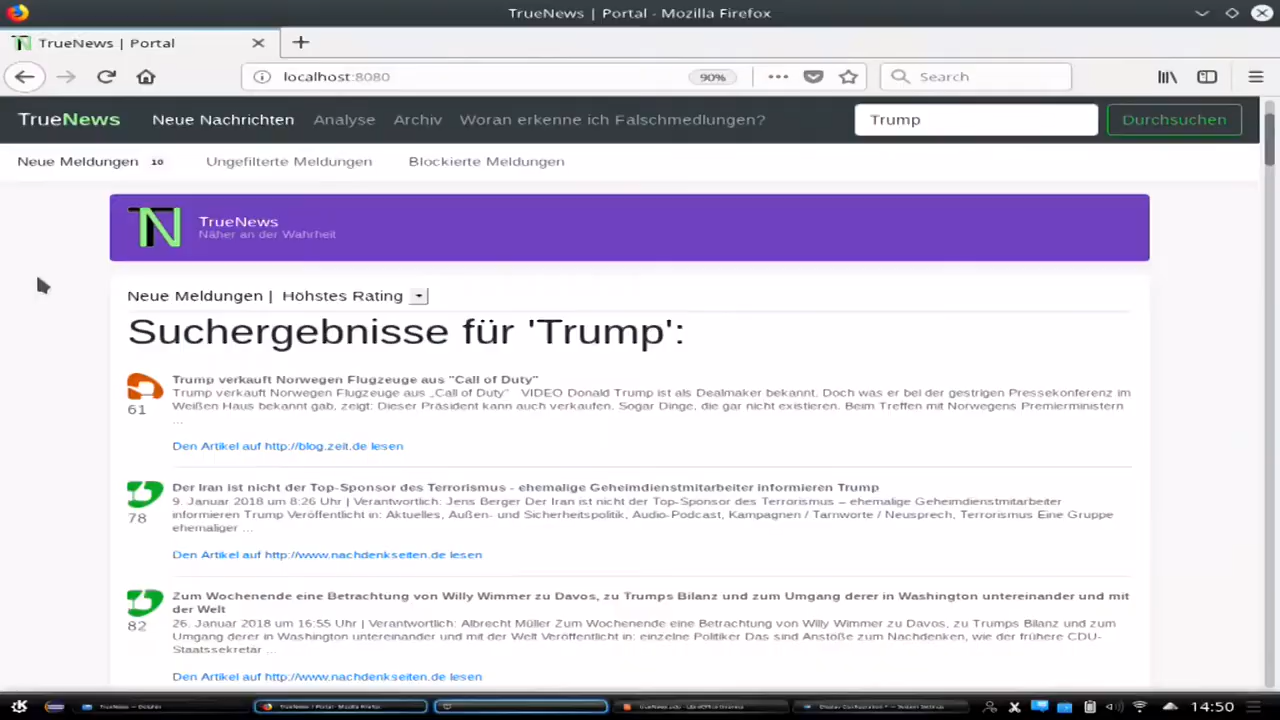 TrueNews | Portal - Mozilla Firefox
TrueNews | Portal
localhost:8080
90%
Search
TrueNews
Neue Nachrichten
Analyse
Archiv
Woran erkenne ich Falschmedlungen?
Trump
Durchsuchen
Neue Meldungen 10
Ungefilterte Meldungen
Blockierte Meldungen
TrueNews
Näher an der Wahrheit
Neue Meldungen | Höhstes Rating
Suchergebnisse für 'Trump':
61
Trump verkauft Norwegen Flugzeuge aus "Call of Duty"
Trump verkauft Norwegen Flugzeuge aus „Call of Duty“ VIDEO Donald Trump ist als Dealmaker bekannt. Doch was er bei der gestrigen Pressekonferenz im
Weißen Haus bekannt gab, zeigt: Dieser Präsident kann auch verkaufen. Sogar Dinge, die gar nicht existieren. Beim Treffen mit Norwegens Premierministern
...
Den Artikel auf http://blog.zeit.de lesen
78
Der Iran ist nicht der Top-Sponsor des Terrorismus - ehemalige Geheimdienstmitarbeiter informieren Trump
9. Januar 2018 um 8:26 Uhr | Verantwortlich: Jens Berger Der Iran ist nicht der Top-Sponsor des Terrorismus – ehemalige Geheimdienstmitarbeiter
informieren Trump Veröffentlicht in: Aktuelles, Außen- und Sicherheitspolitik, Audio-Podcast, Kampagnen / Tarnworte / Neusprech, Terrorismus Eine Gruppe
ehemaliger ...
Den Artikel auf http://www.nachdenkseiten.de lesen
82
Zum Wochenende eine Betrachtung von Willy Wimmer zu Davos, zu Trumps Bilanz und zum Umgang derer in Washington untereinander und mit
der Welt
26. Januar 2018 um 16:55 Uhr | Verantwortlich: Albrecht Müller Zum Wochenende eine Betrachtung von Willy Wimmer zu Davos, zu Trumps Bilanz und zum
Umgang derer in Washington untereinander und mit der Welt Veröffentlicht in: einzelne Politiker Das sind Anstöße zum Nachdenken, wie der frühere CDU-
Staatssekretär ...
Den Artikel auf http://www.nachdenkseiten.de lesen
TrueNews — Dolphin
TrueNews | Portal - Mozilla Firefox
14:50